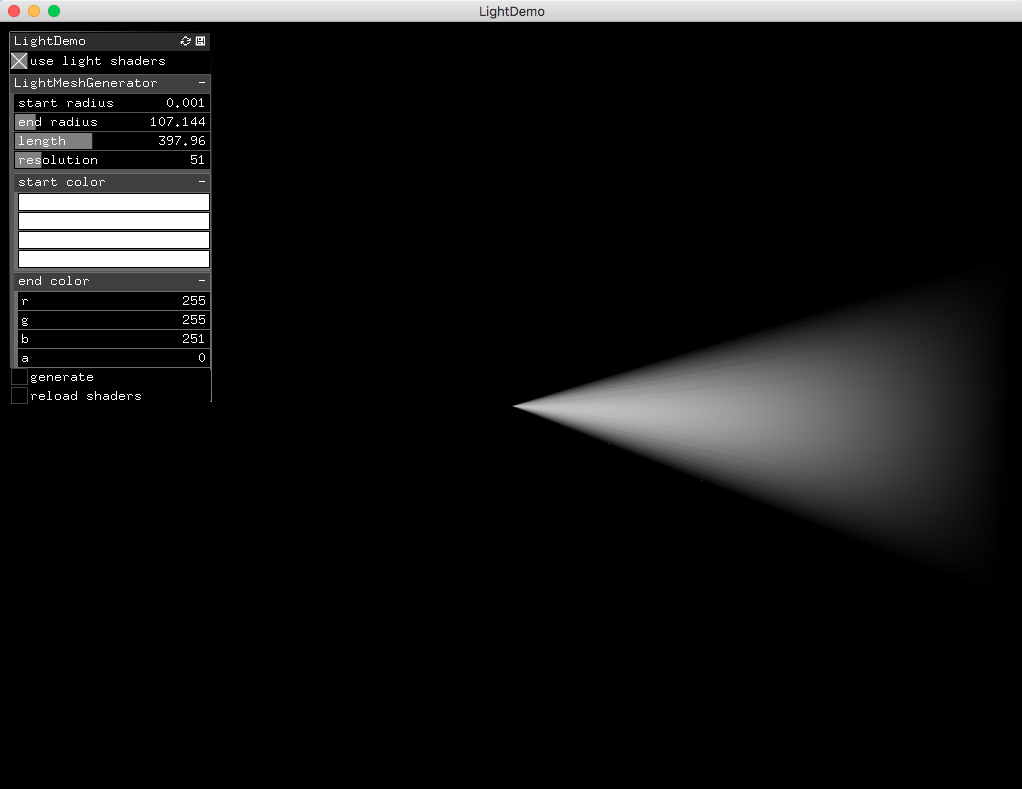 LightDemo
LightDemo
use light shaders
LightMeshGenerator -
start radius 0.001
end radius 107.144
length 397.96
resolution 51
start color -
end color -
r 255
g 255
b 251
a 0
generate
reload shaders